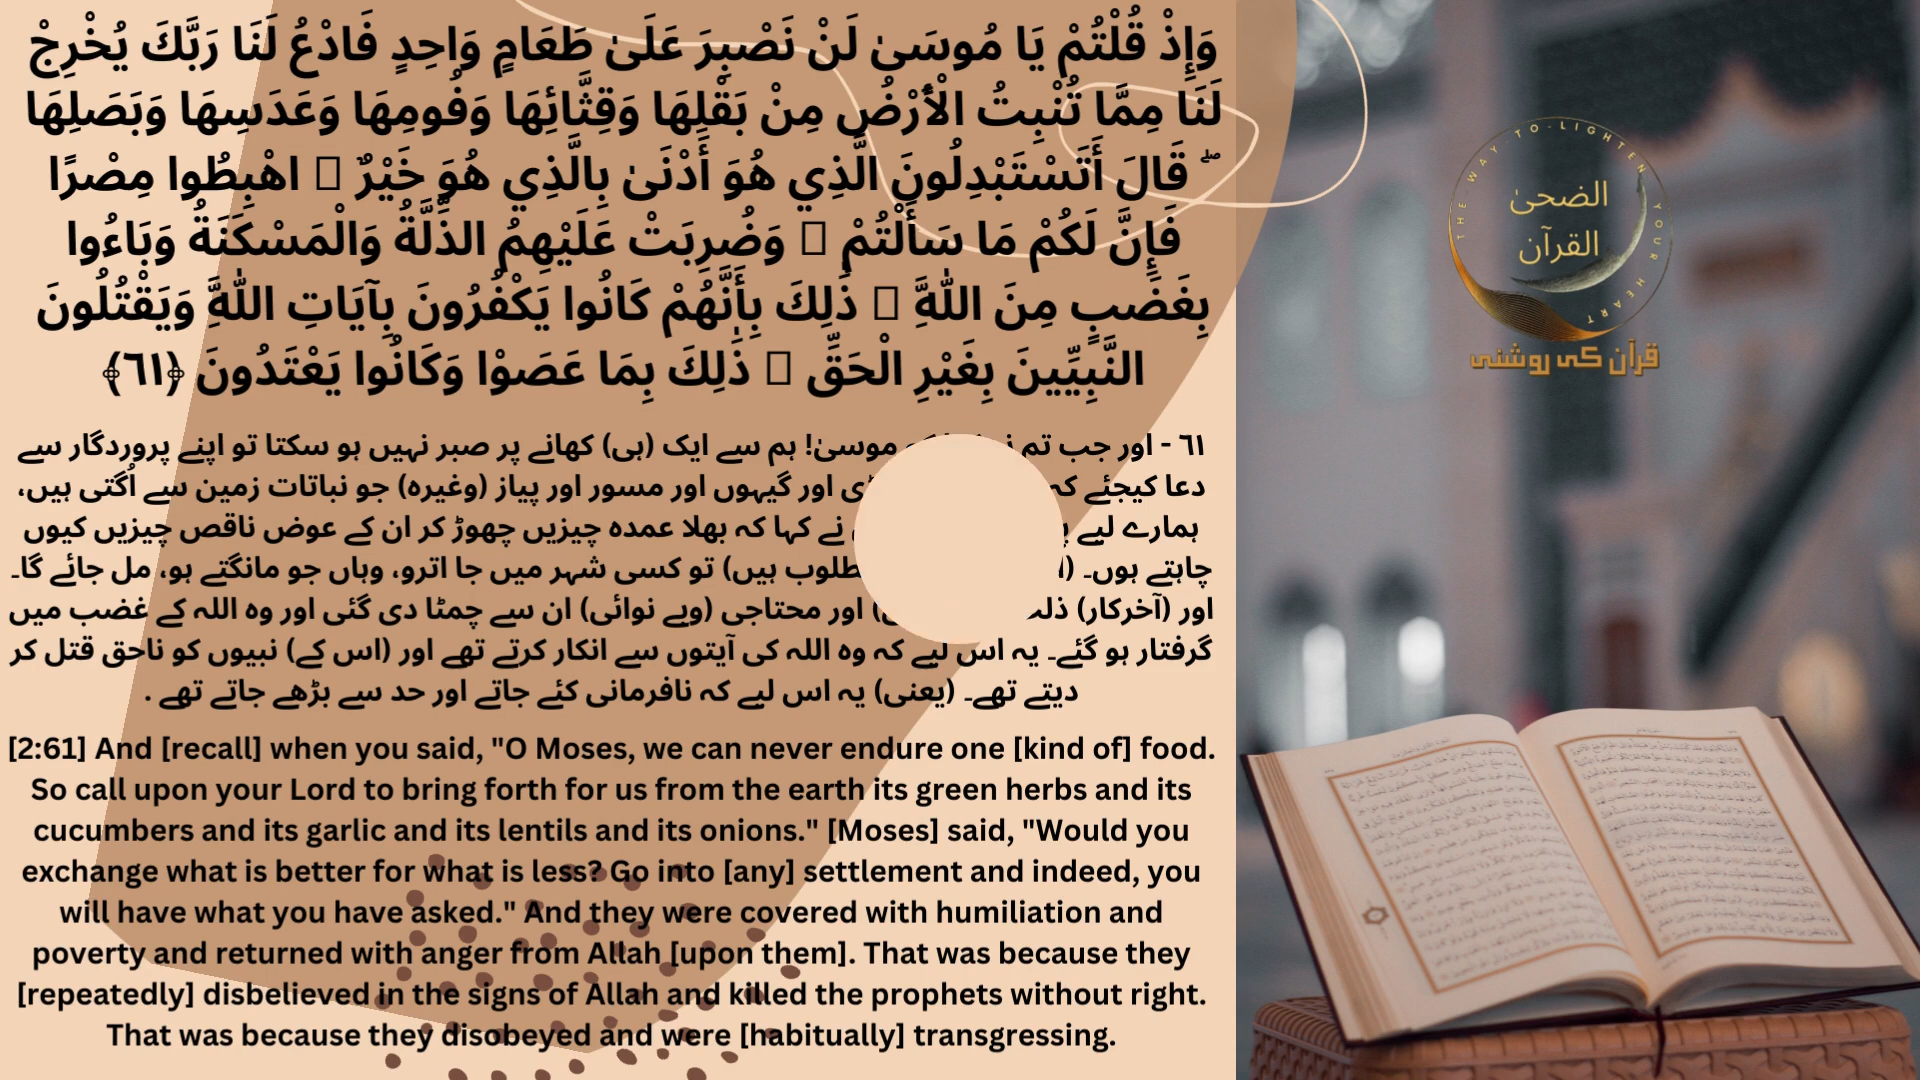 وَإِذْ قُلْتُمْ يَا مُوسَىٰ لَنْ نَصْبِرَ عَلَىٰ طَعَامٍ وَاحِدٍ فَادْعُ لَنَا رَبَّكَ يُخْرِجْ
لَنَا مِمَّا تُنْبِتُ الْأَرْضُ مِنْ بَقْلِهَا وَقِثَّائِهَا وَفُومِهَا وَعَدَسِهَا وَبَصَلِهَا
ۖ قَالَ أَتَسْتَبْدِلُونَ الَّذِي هُوَ أَدْنَىٰ بِالَّذِي هُوَ خَيْرٌ اهْبِطُوا مِصْرًا
فَإِنَّ لَكُمْ مَا سَأَلْتُمْ وَضُرِبَتْ عَلَيْهِمُ الذِّلَّةُ وَالْمَسْكَنَةُ وَبَاءُوا
بِغَضَبٍ مِنَ اللَّهِ ذَٰلِكَ بِأَنَّهُمْ كَانُوا يَكْفُرُونَ بِآيَاتِ اللَّهِ وَيَقْتُلُونَ
النَّبِيِّينَ بِغَيْرِ الْحَقِّ ذَٰلِكَ بِمَا عَصَوْا وَكَانُوا يَعْتَدُونَ ﴿٦١﴾
٦١ - اور جب تم موسیٰ! ہم سے ایک (ہی) کھانے پر صبر نہیں ہو سکتا تو اپنے پروردگار سے
دعا کیجئے کہ اور گیہوں اور مسور اور پیاز (وغیرہ) جو نباتات زمین سے اُگتی ہیں،
ہمارے لیے نے کہا کہ بھلا عمدہ چیزیں چھوڑ کر ان کے عوض ناقص چیزیں کیوں
چاہتے ہوں۔ ہیں) تو کسی شہر میں جا اترو، وہاں جو مانگتے ہو، مل جائے گا۔
اور (آخرکار) اور محتاجی (وبے نوائی) ان سے چمٹا دی گئی اور وہ اللہ کے غضب میں
گرفتار ہو گئے۔ یہ اس لیے کہ وہ اللہ کی آیتوں سے انکار کرتے تھے اور (اس کے) نبیوں کو ناحق قتل کر
دیتے تھے۔ (یعنی) یہ اس لیے کہ نافرمانی کئے جاتے اور حد سے بڑھے جاتے تھے .
[2:61] And [recall] when you said, "O Moses, we can never endure one [kind of] food.
So call upon your Lord to bring forth for us from the earth its green herbs and its
cucumbers and its garlic and its lentils and its onions." [Moses] said, "Would you
exchange what is better for what is less? Go into [any] settlement and indeed, you
will have what you have asked." And they were covered with humiliation and
poverty and returned with anger from Allah [upon them]. That was because they
[repeatedly] disbelieved in the signs of Allah and killed the prophets without right.
That was because they disobeyed and were [habitually] transgressing.
THE-WAY-TO-LIGHTEN YOUR HEART
الضحیٰ
القرآن
قرآن کی روشنی